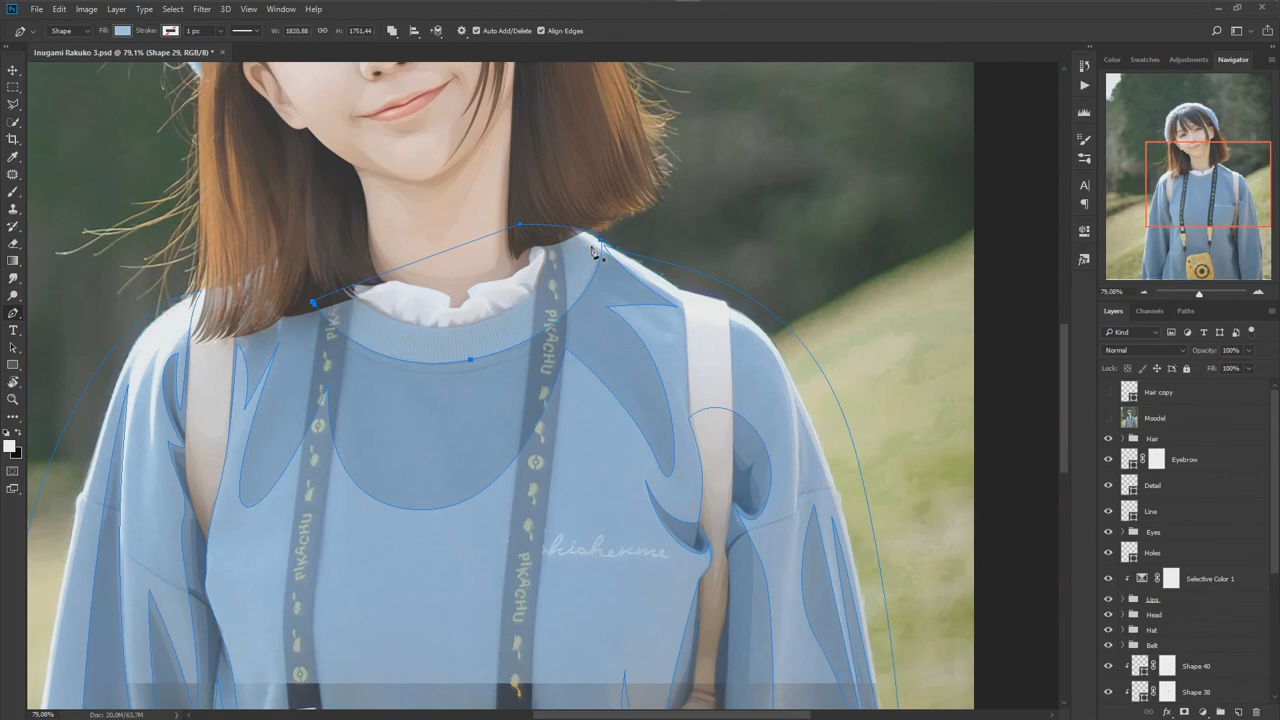 Ps File Edit Image Layer Type Select Filter 3D View Window Help
Shape Fill: Stroke: 1 px W: 1820,88 H: 1751,44 Auto Add/Delete Align Edges
Inugami Rakuko 3.psd @ 79,1% (Shape 29, RGB/8) * ×
Color Swatches Adjustments Navigator
79,08%
Layers Channels Paths
Kind
Normal Opacity: 100%
Lock: Fill: 100%
Hair copy
Moodel
Hair
Eyebrow
Detail
Line
Eyes
Holes
Selective Color 1
Lips
Head
Hat
Belt
Shape 40
Shape 38
PIKACHU
PIKACHU
PIKACHU
PIKACHU
79,08% Doc: 20,0M/63,7M